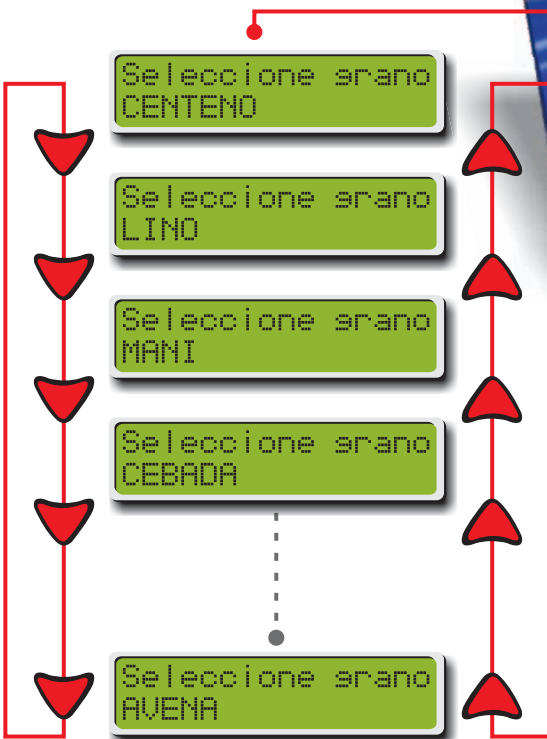 Seleccione grano
CENTENO
Seleccione grano
LINO
Seleccione grano
MANI
Seleccione grano
CEBADA
Seleccione grano
AVENA